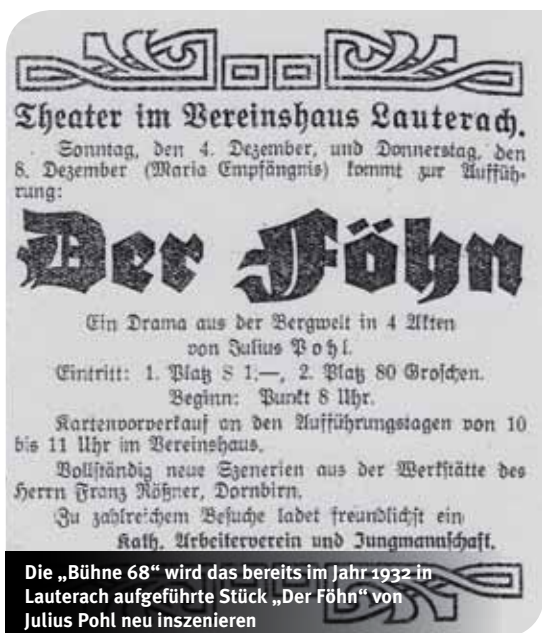 Theater im Vereinshaus Lauterach.
Sonntag, den 4. Dezember, und Donnerstag, den
8. Dezember (Maria Empfängnis) kommt zur Auffüh-
rung:
Der Föhn
Ein Drama aus der Bergwelt in 4 Akten
von Julius Pohl.
Eintritt: 1. Platz S 1,—, 2. Platz 80 Groschen.
Beginn: Punkt 8 Uhr.
Kartenvorverkauf an den Aufführungstagen von 10
bis 11 Uhr im Vereinshaus.
Vollständig neue Szenerien aus der Werkstätte des
Herrn Franz Rößner, Dornbirn.
Zu zahlreichem Besuche ladet freundlichst ein
Kath. Arbeiterverein und Jungmannschaft.
Die „Bühne 68“ wird das bereits im Jahr 1932 in
Lauterach aufgeführte Stück „Der Föhn“ von
Julius Pohl neu inszenieren